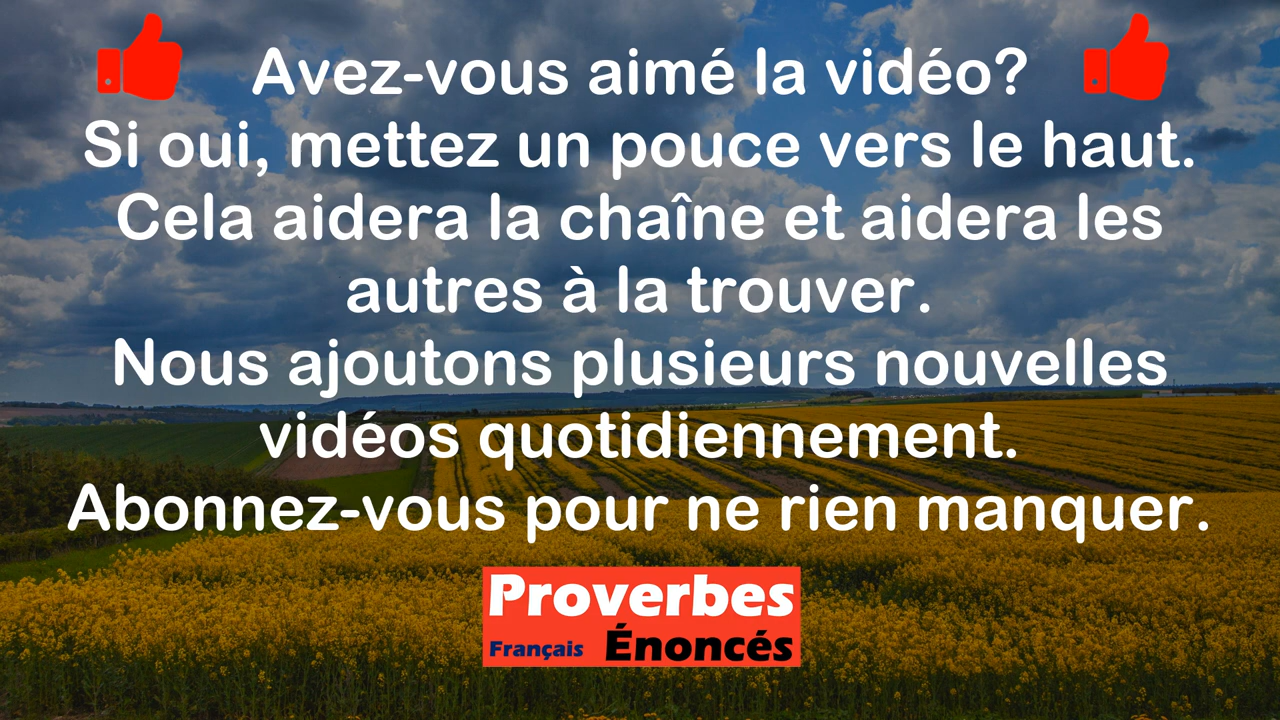 Avez-vous aimé la vidéo?
Si oui, mettez un pouce vers le haut.
Cela aidera la chaîne et aidera les
autres à la trouver.
Nous ajoutons plusieurs nouvelles
vidéos quotidiennement.
Abonnez-vous pour ne rien manquer.
Proverbes
Français Énoncés